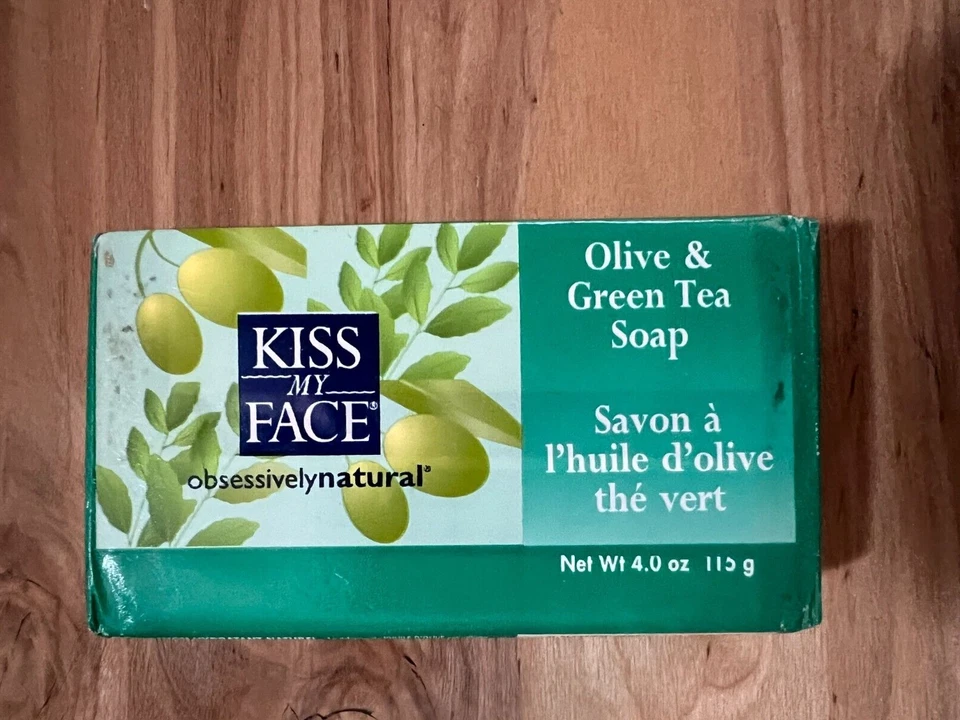 KISS
MY
FACE®
obsessivelynatural®
Olive &
Green Tea
Soap
Savon à
l'huile d'olive
thé vert
Net Wt 4.0 oz 115 g